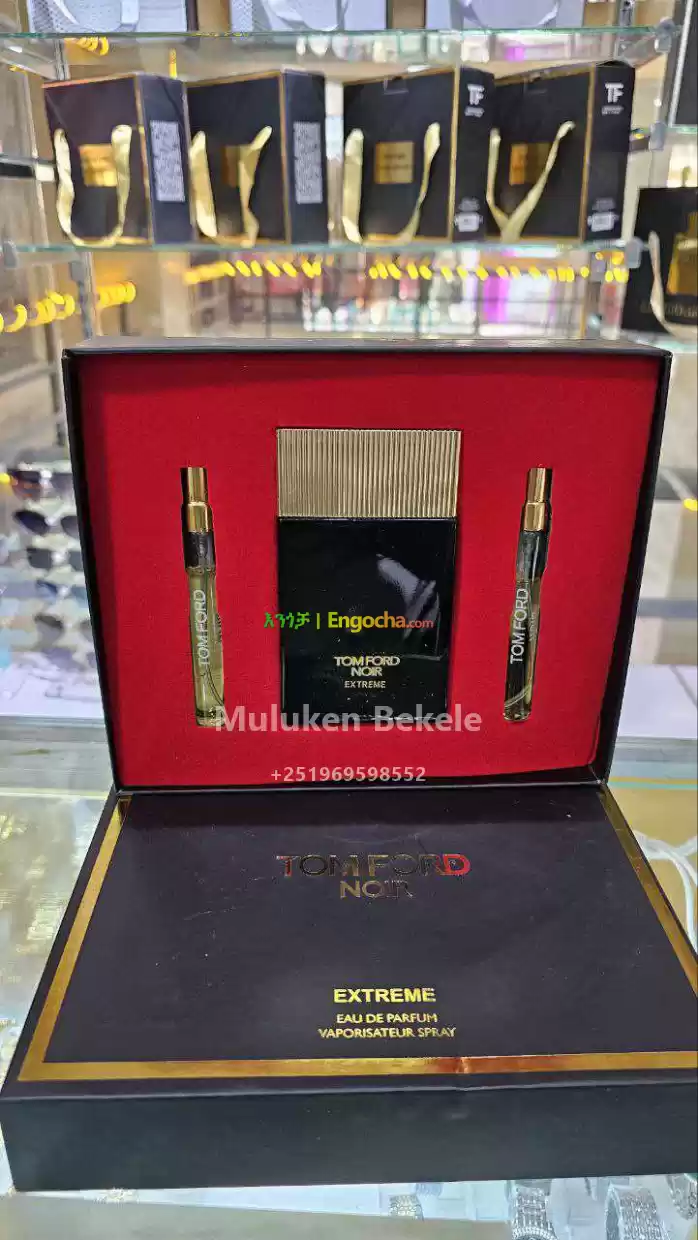 TF
TF
TOM FORD
TOM FORD
እንጎቻ | Engocha.com
TOM FORD
NOIR
EXTREME
Muluken Bekele
+251969598552
TOM FORD
NOIR
EXTREME
EAU DE PARFUM
VAPORISATEUR SPRAY